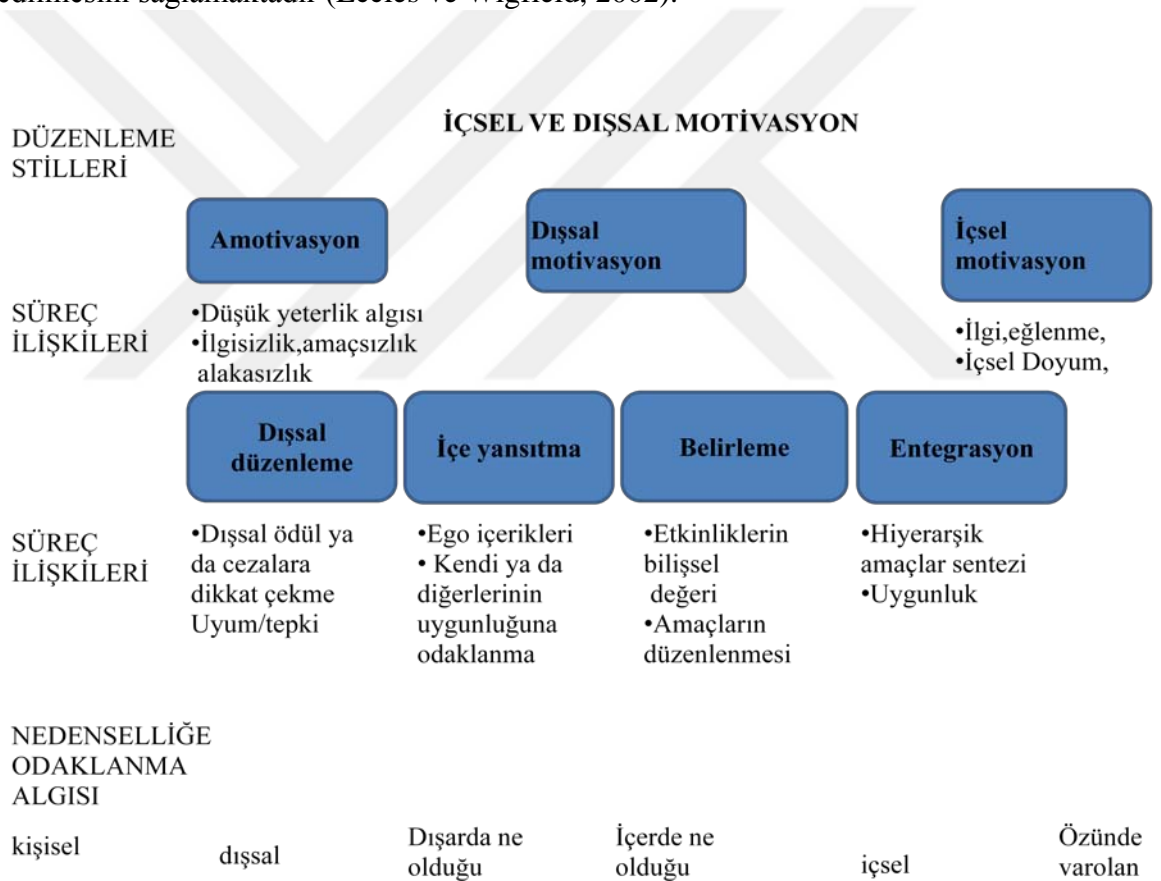 edilmesini sağlamaktadır (Eccles ve Wigfield, 2002).
İÇSEL VE DIŞSAL MOTİVASYON
DÜZENLEME
STİLLERİ
Amotivasyon
Dışsal
motivasyon
İçsel
motivasyon
SÜREÇ
İLİŞKİLERİ
•Düşük yeterlik algısı
•İlgisizlik,amaçsızlık
alakasızlık
•İlgi,eğlenme,
•İçsel Doyum,
Dışsal
düzenleme
İçe yansıtma
Belirleme
Entegrasyon
SÜREÇ
İLİŞKİLERİ
•Dışsal ödül ya
da cezalara
dikkat çekme
Uyum/tepki
•Ego içerikleri
• Kendi ya da
diğerlerinin
uygunluğuna
odaklanma
•Etkinliklerin
bilişsel
değeri
•Amaçların
düzenlenmesi
•Hiyerarşik
amaçlar sentezi
•Uygunluk
NEDENSELLİĞE
ODAKLANMA
ALGISI
kişisel
dışsal
Dışarda ne
olduğu
İçerde ne
olduğu
içsel
Özünde
varolan